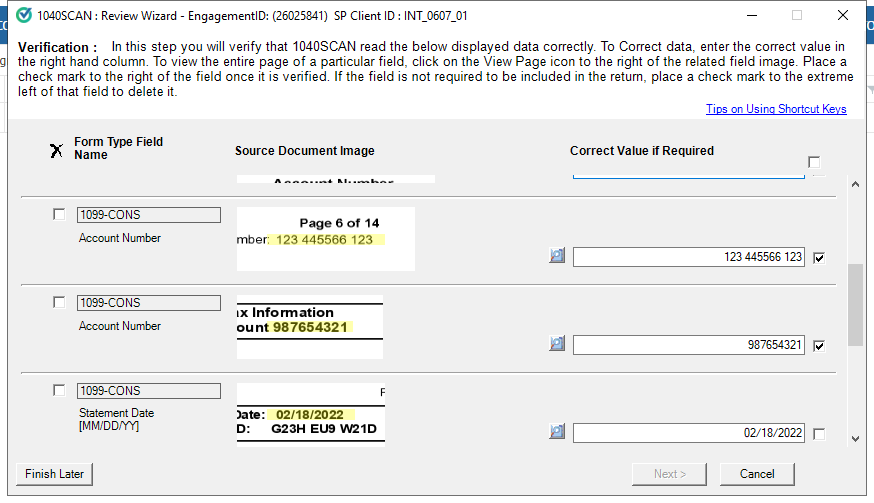 1040SCAN : Review Wizard - EngagementID: (26025841)  SP Client ID : INT_0607_01
Verification :   In this step you will verify that 1040SCAN read the below displayed data correctly. To Correct data, enter the correct value in
the right hand column. To view the entire page of a particular field, click on the View Page icon to the right of the related field image. Place a
check mark to the right of the field once it is verified. If the field is not required to be included in the return, place a check mark to the extreme
left of that field to delete it.
Tips on Using Shortcut Keys
X Form Type Field
Name
Source Document Image
Correct Value if Required
Account Number
1099-CONS
Account Number
Page 6 of 14
mber: 123 445566 123
123 445566 123
1099-CONS
Account Number
ax Information
ount 987654321
987654321
1099-CONS
Statement Date
[MM/DD/YY]
Date: 02/18/2022
D: G23H EU9 W21D
02/18/2022
Finish Later
Next >
Cancel